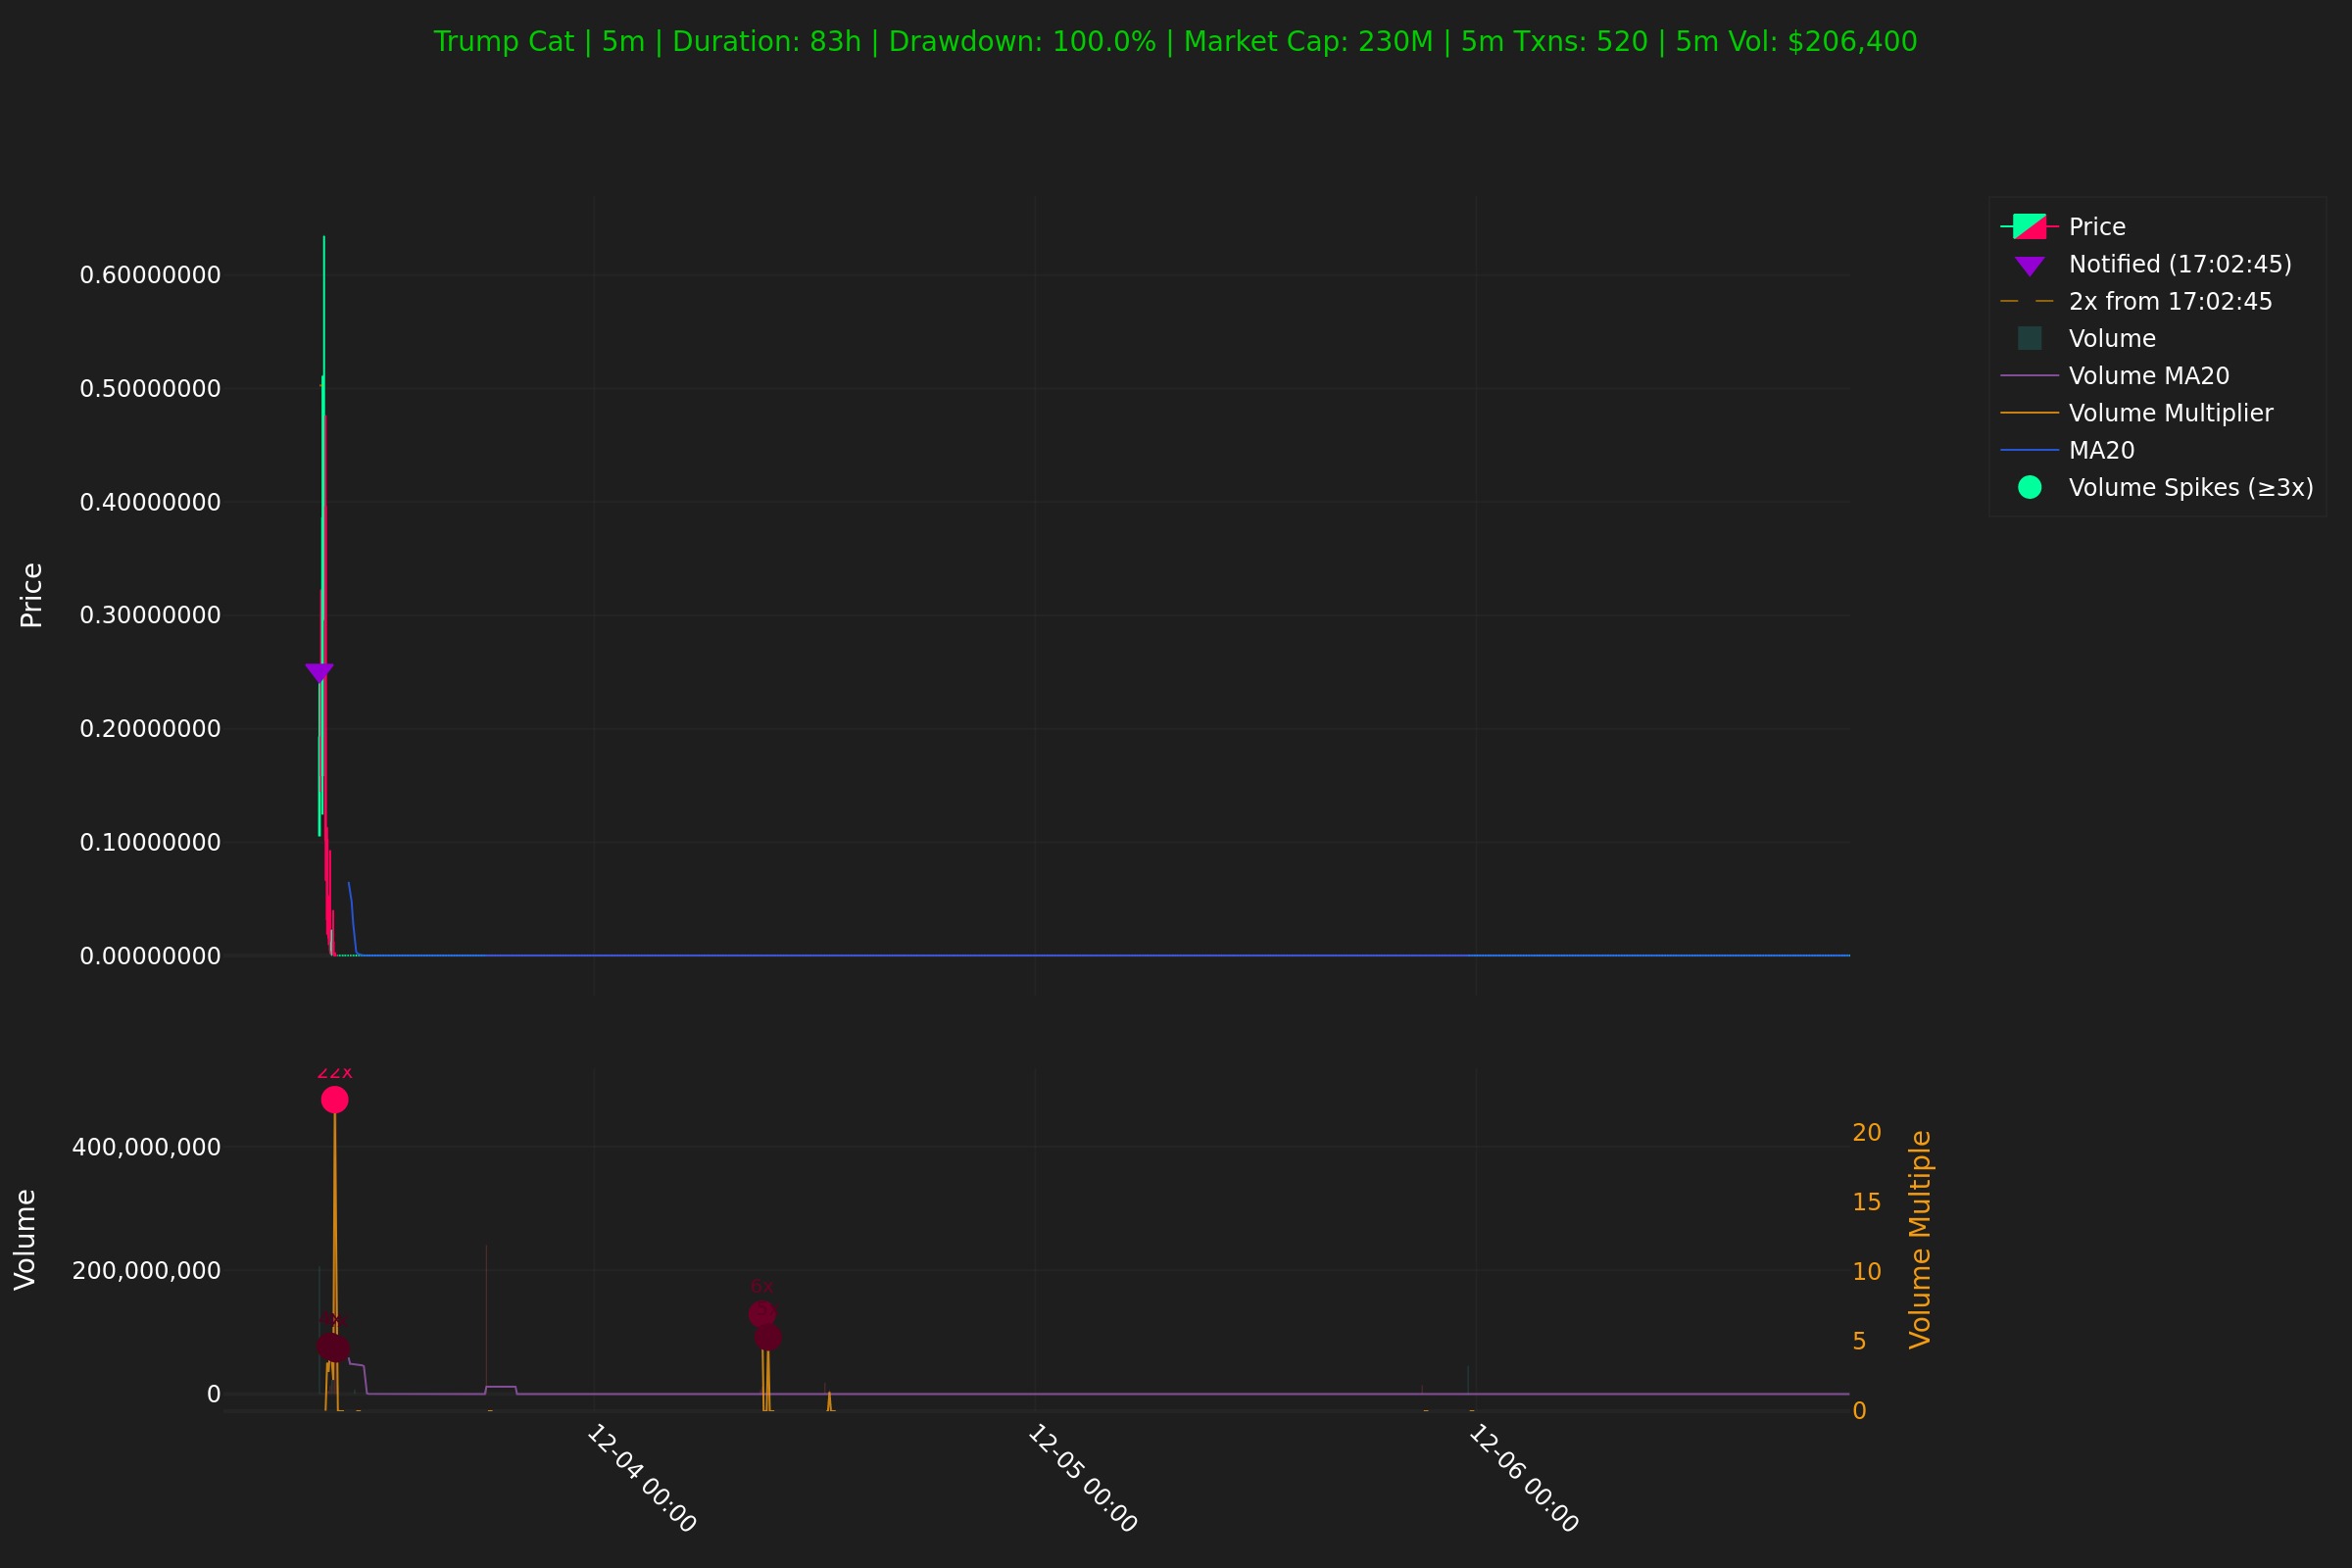 Trump Cat | 5m | Duration: 83h | Drawdown: 100.0% | Market Cap: 230M | 5m Txns: 520 | 5m Vol: $206,400
Price
0.60000000
0.50000000
0.40000000
0.30000000
0.20000000
0.10000000
0.00000000
Price
Notified (17:02:45)
2x from 17:02:45
Volume
Volume MA20
Volume Multiplier
MA20
Volume Spikes (≥3x)
Volume
400,000,000
200,000,000
0
22x
6x
20
15
10
5
0
Volume Multiple
12-04 00:00
12-05 00:00
12-06 00:00